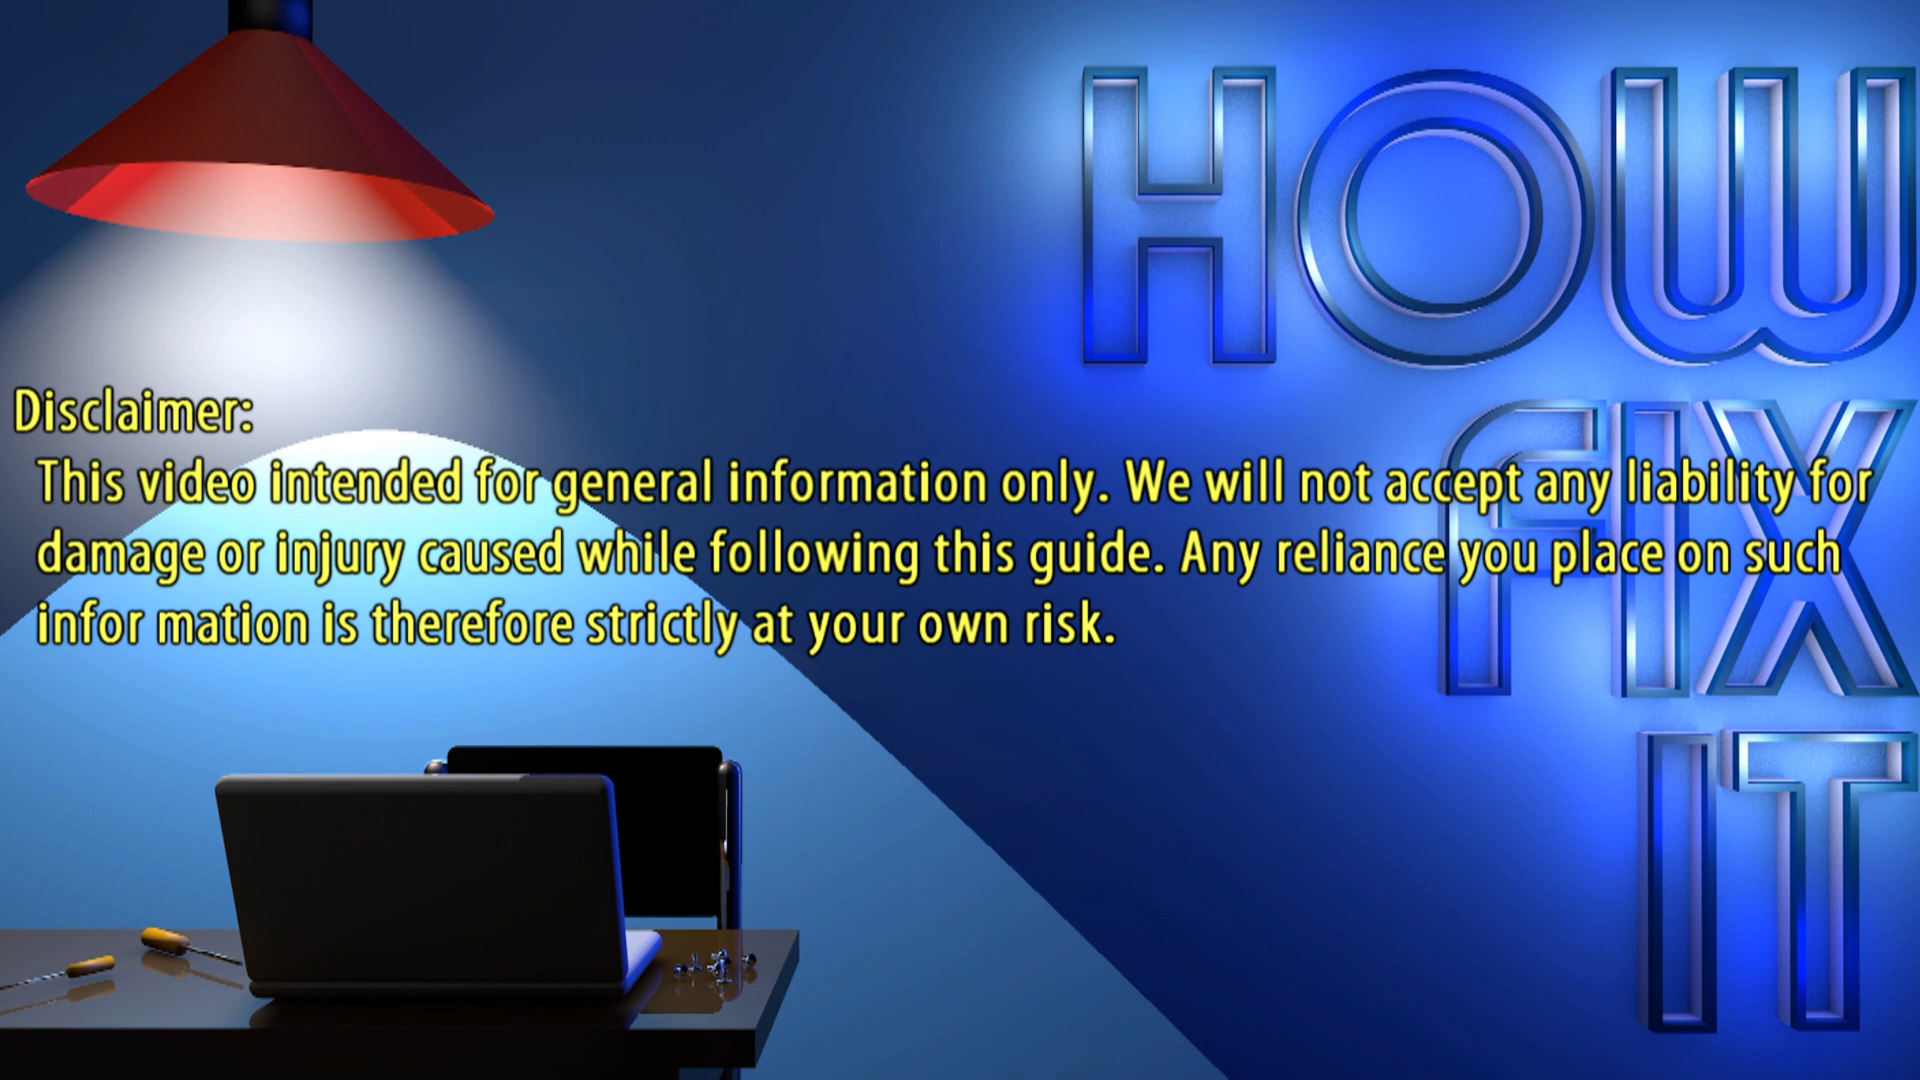 HOW
FIX
IT
Disclaimer:
This video intended for general information only. We will not accept any liability for
damage or injury caused while following this guide. Any reliance you place on such
infor mation is therefore strictly at your own risk.